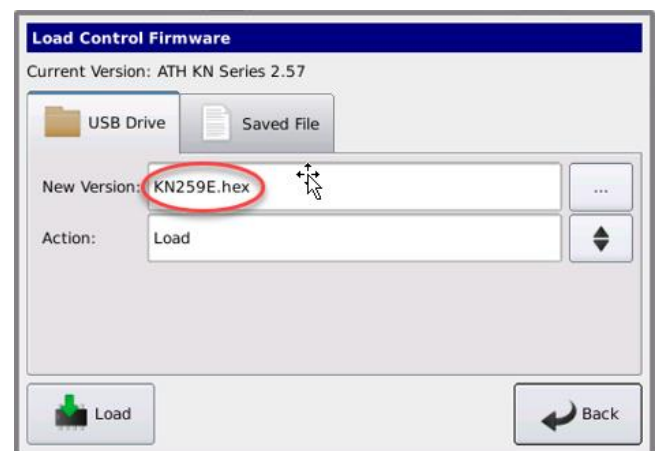 Load Control Firmware
Current Version: ATH KN Series 2.57
USB Drive
Saved File
New Version: KN259E.hex ...
Action: Load
Load
Back